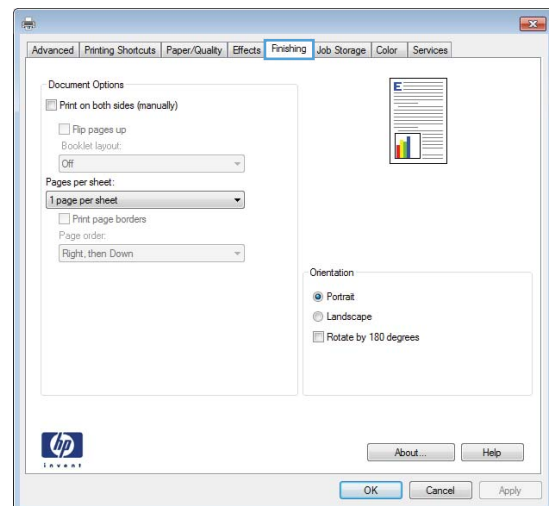 Advanced Printing Shortcuts Paper/Quality Effects Finishing Job Storage Color Services
Document Options
Print on both sides (manually)
Flip pages up
Booklet layout:
Off
Pages per sheet:
1 page per sheet
Print page borders
Page order:
Right, then Down
E
Orientation
Portrait
Landscape
Rotate by 180 degrees
hp
invent
About... Help
OK Cancel Apply